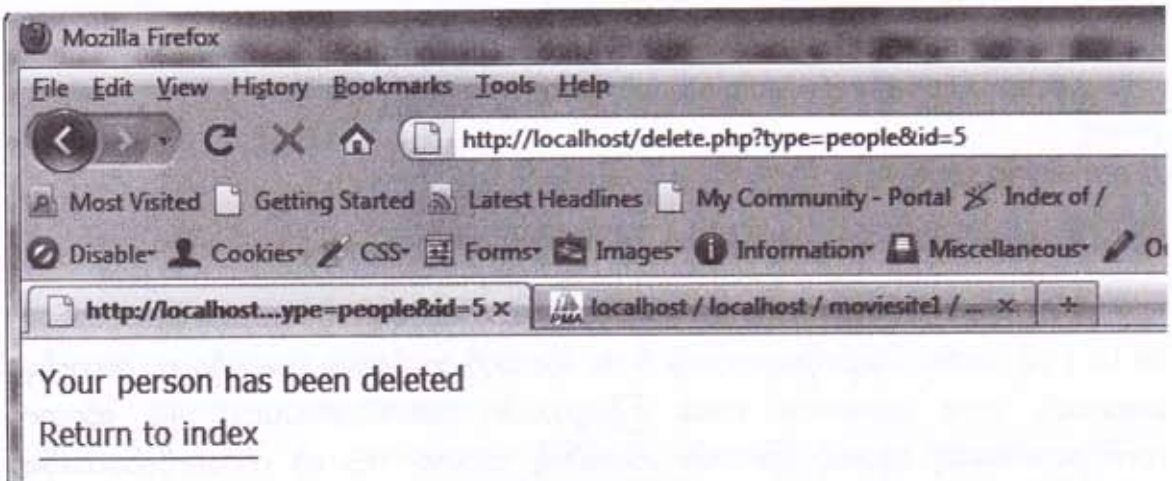 Mozilla Firefox
File Edit View History Bookmarks Tools Help
http://localhost/delete.php?type=people&id=5
Most Visited Getting Started Latest Headlines My Community - Portal Index of /
Disable Cookies CSS Forms Images Information Miscellaneous
http://localhost...ype=people&id=5 x localhost / localhost / moviesite1 / ... x +
Your person has been deleted
Return to index